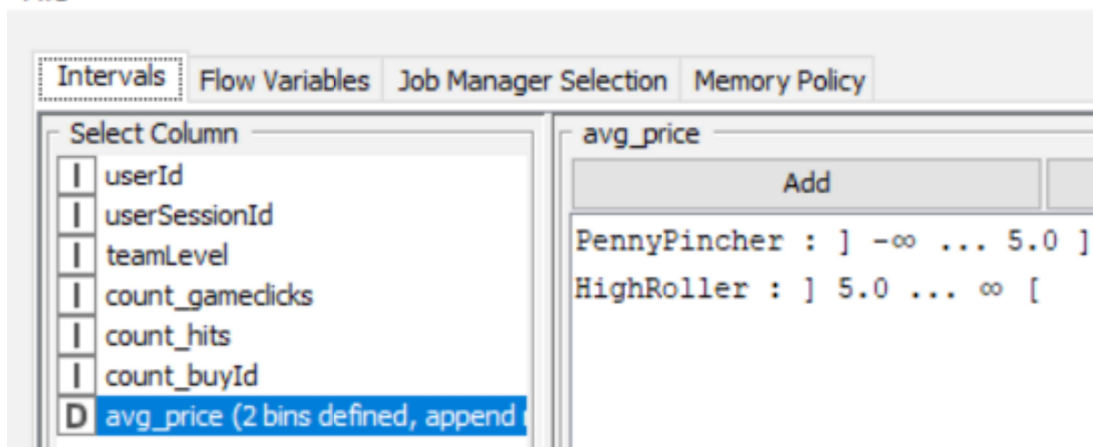 Intervals Flow Variables Job Manager Selection Memory Policy
Select Column
avg_price
I userId
I userSessionId
I teamLevel
I count_gameclicks
I count_hits
I count_buyId
D avg_price (2 bins defined, append
Add
PennyPincher : ] -∞ ... 5.0 ]
HighRoller : ] 5.0 ... ∞ [